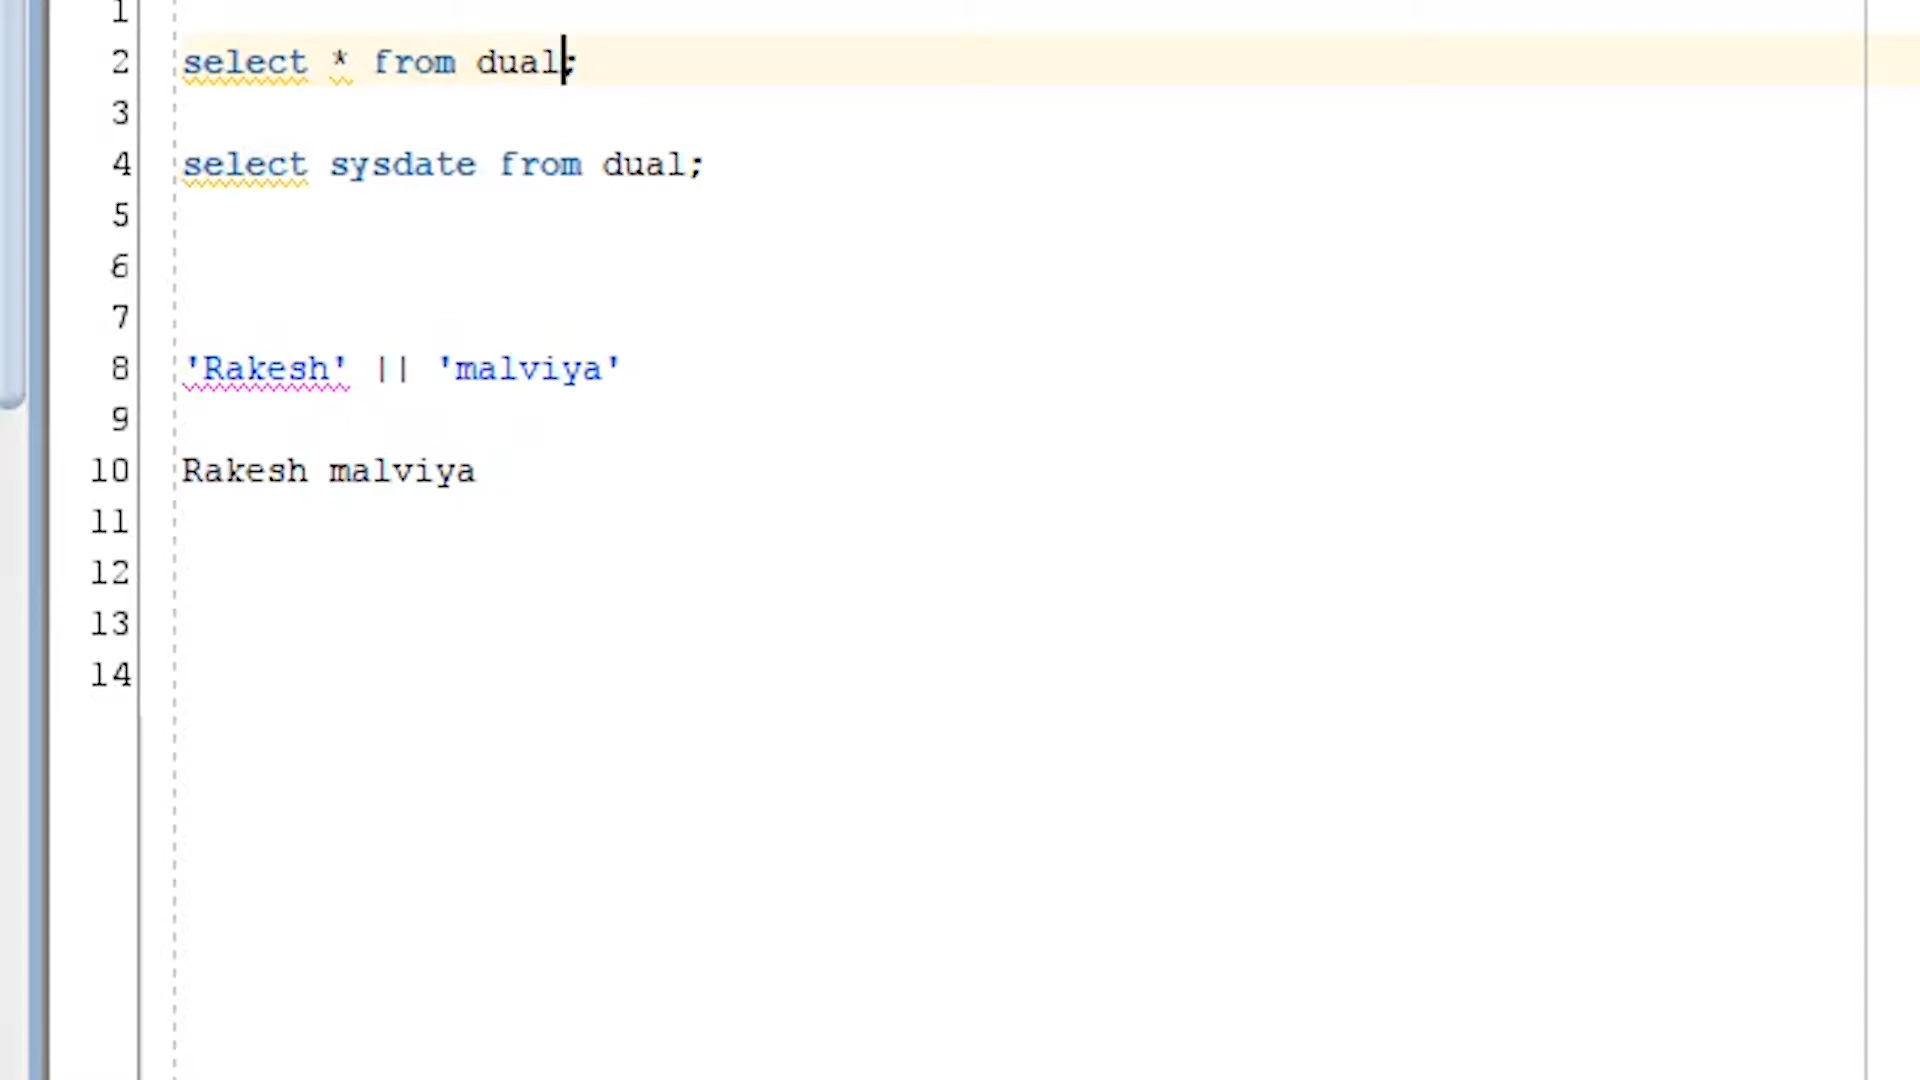 1
2 select * from dual;
3
4 select sysdate from dual;
5
6
7
8 'Rakesh' || 'malviya'
9
10 Rakesh malviya
11
12
13
14